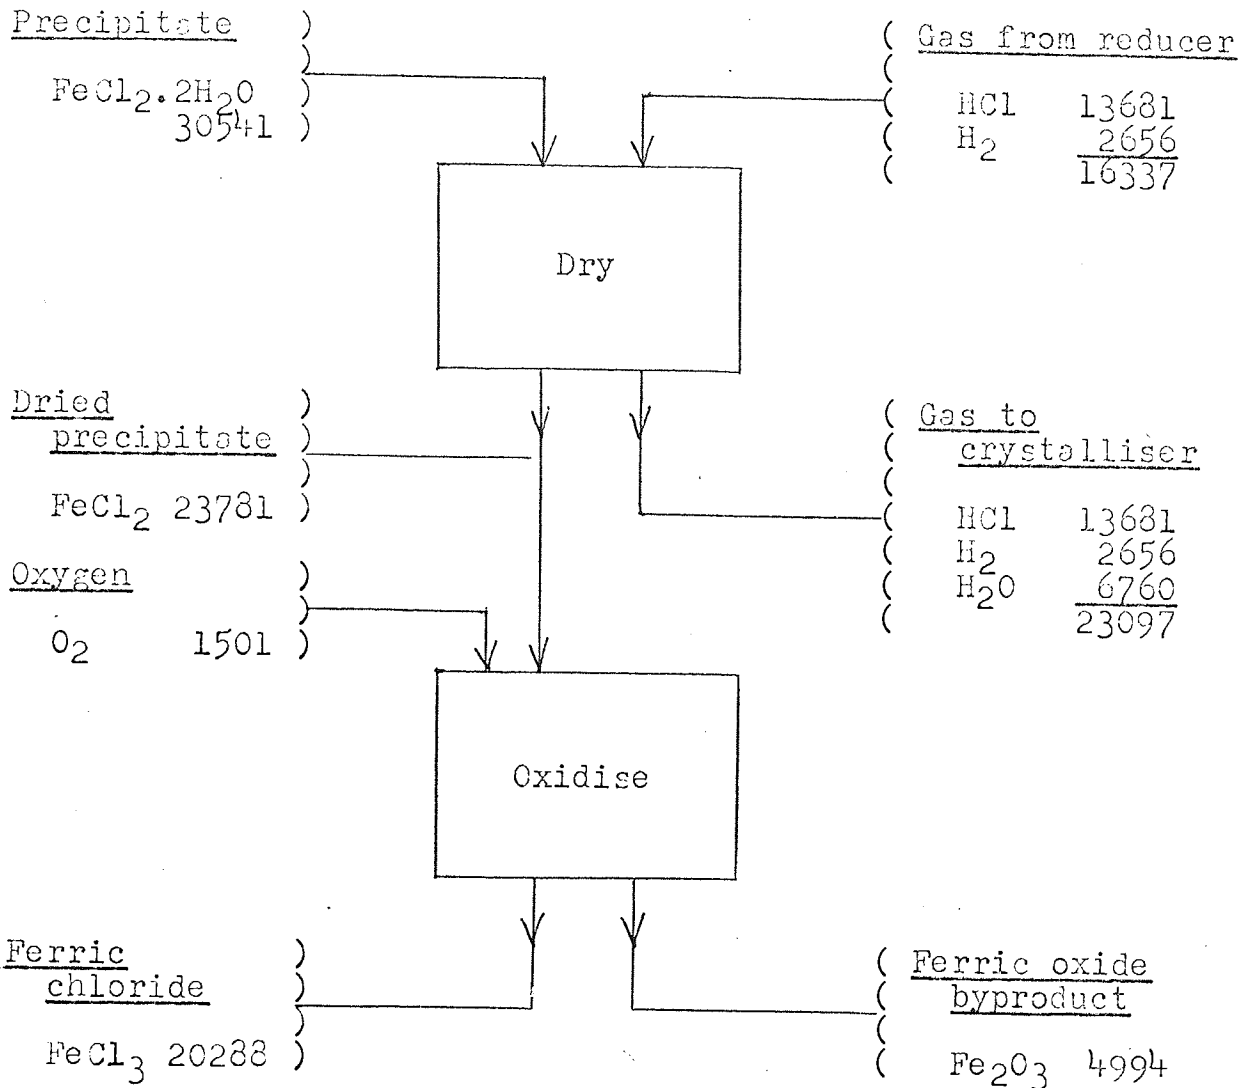 Precipitate
FeCl2.2H2O
30541
Gas from reducer
HCl 13681
H2 2656
16337
Dry
Dried
precipitate
FeCl2 23781
Gas to
crystalliser
HCl 13681
H2 2656
H2O 6760
23097
Oxygen
O2 1501
Oxidise
Ferric
chloride
FeCl3 20288
Ferric oxide
byproduct
Fe2O3 4994